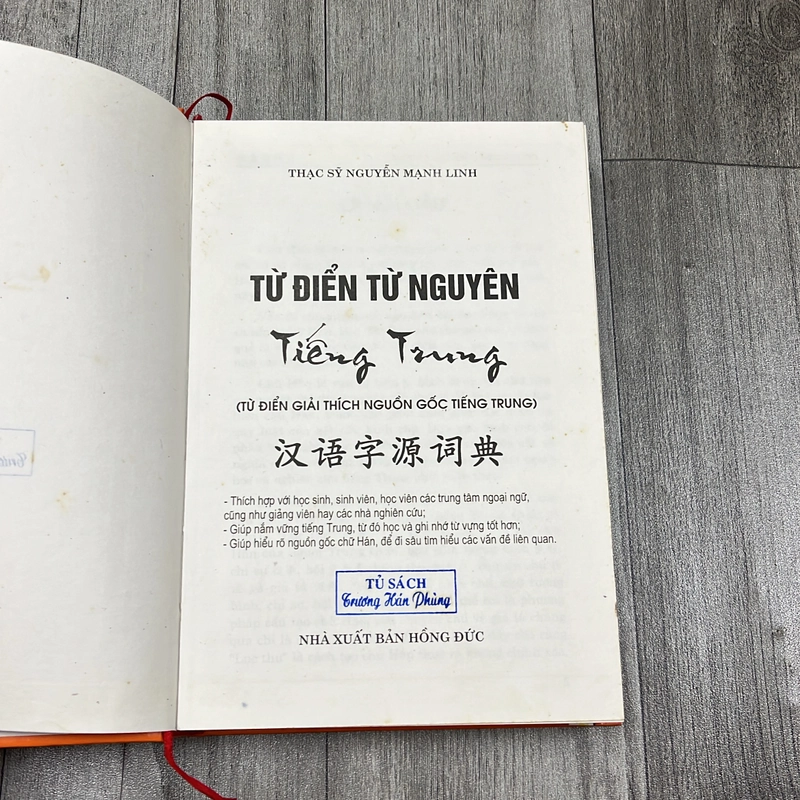 THẠC SỸ NGUYỄN MẠNH LINH
TỪ ĐIỂN TỪ NGUYÊN
Tiếng Trung
(TỪ ĐIỂN GIẢI THÍCH NGUỒN GỐC TIẾNG TRUNG)
汉语字源词典
- Thích hợp với học sinh, sinh viên, học viên các trung tâm ngoại ngữ,
cũng như giảng viên hay các nhà nghiên cứu;
- Giúp nắm vững tiếng Trung, từ đó học và ghi nhớ từ vựng tốt hơn;
- Giúp hiểu rõ nguồn gốc chữ Hán, để đi sâu tìm hiểu các vấn đề liên quan.
TỦ SÁCH
Trương Hán Phùng
NHÀ XUẤT BẢN HỒNG ĐỨC